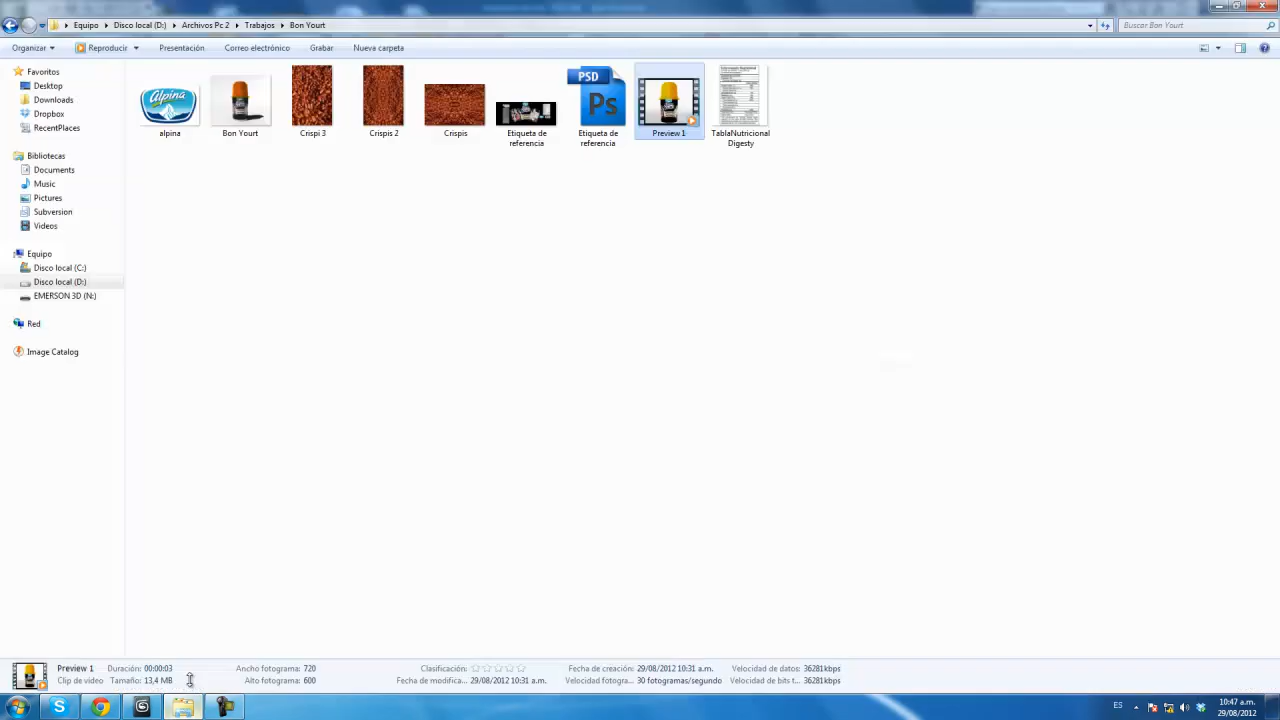 Equipo ▸ Disco local (D:) ▸ Archivos Pc 2 ▸ Trabajos ▸ Bon Yourt
Buscar Bon Yourt
Organizar Reproducir Presentación Correo electrónico Grabar Nueva carpeta
Favoritos
Desktop
Downloads
Dropbox
RecentPlaces
Bibliotecas
Documents
Music
Pictures
Subversion
Videos
Equipo
Disco local (C:)
Disco local (D:)
EMERSON 3D (N:)
Red
Image Catalog
Alpina
PSD
Ps
alpina
Bon Yourt
Crispi 3
Crispis 2
Crispis
Etiqueta de
referencia
Etiqueta de
referencia
Preview 1
TablaNutricional
Digesty
Preview 1 Duración: 00:00:03 Ancho fotograma: 720 Clasificación: Fecha de creación: 29/08/2012 10:31 a.m. Velocidad de datos: 36281kbps
Clip de vídeo Tamaño: 13,4 MB Alto fotograma: 600 Fecha de modifica... 29/08/2012 10:31 a.m. Velocidad fotogra... 30 fotogramas/segundo Velocidad de bits t... 36281kbps
ES
10:47 a.m.
29/08/2012